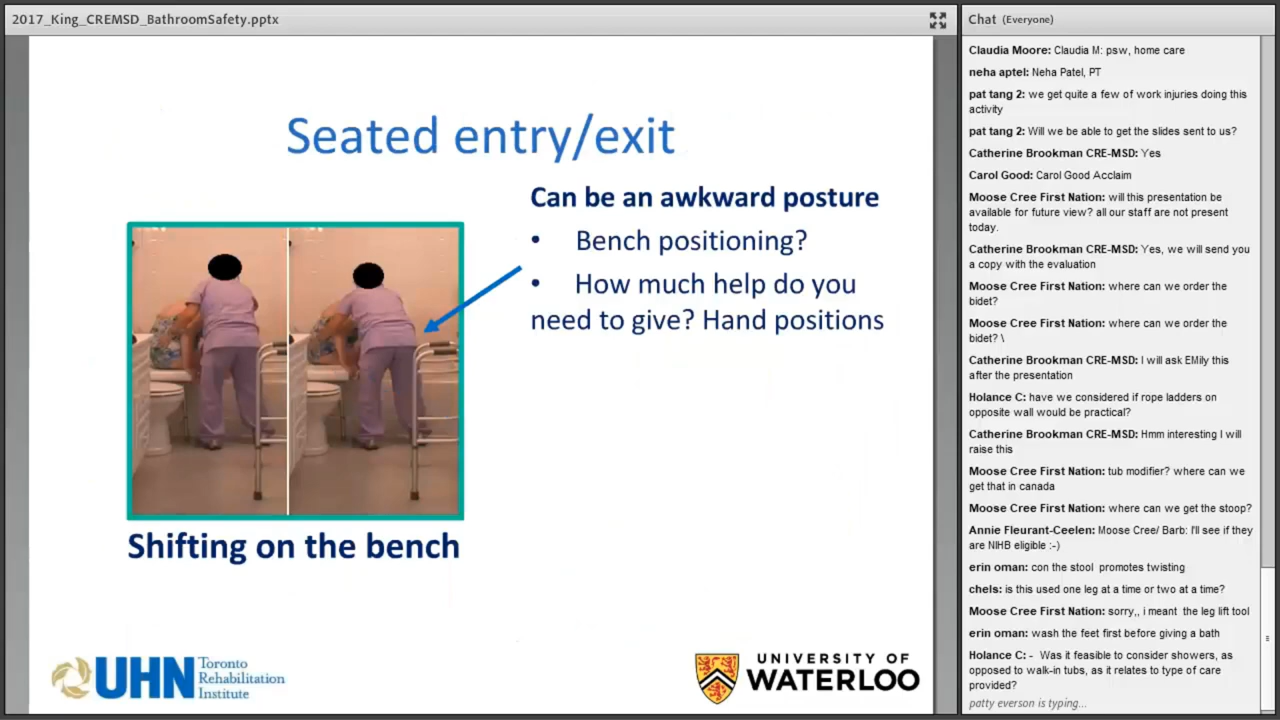 2017_King_CREMSD_BathroomSafety.pptx
Seated entry/exit
Can be an awkward posture
• Bench positioning?
• How much help do you
need to give? Hand positions
Shifting on the bench
UHN Toronto
Rehabilitation
Institute
UNIVERSITY OF
WATERLOO
Chat (Everyone)
Claudia Moore: Claudia M: psw, home care
neha aptel: Neha Patel, PT
pat tang 2: we get quite a few of work injuries doing this
activity
pat tang 2: Will we be able to get the slides sent to us?
Catherine Brookman CRE-MSD: Yes
Carol Good: Carol Good Acclaim
Moose Cree First Nation: will this presentation be
available for future view? all our staff are not present
today.
Catherine Brookman CRE-MSD: Yes, we will send you
a copy with the evaluation
Moose Cree First Nation: where can we order the
bidet?
Moose Cree First Nation: where can we order the
bidet? \
Catherine Brookman CRE-MSD: I will ask EMily this
after the presentation
Holance C: have we considered if rope ladders on
opposite wall would be practical?
Catherine Brookman CRE-MSD: Hmm interesting I will
raise this
Moose Cree First Nation: tub modifier? where can we
get that in canada
Moose Cree First Nation: where can we get the stoop?
Annie Fleurant-Ceelen: Moose Cree/ Barb: I'll see if they
are NIHB eligible :-)
erin oman: con the stool promotes twisting
chels: is this used one leg at a time or two at a time?
Moose Cree First Nation: sorry,, i meant the leg lift tool
erin oman: wash the feet first before giving a bath
Holance C: - Was it feasible to consider showers, as
opposed to walk-in tubs, as it relates to type of care
provided?
patty everson is typing...